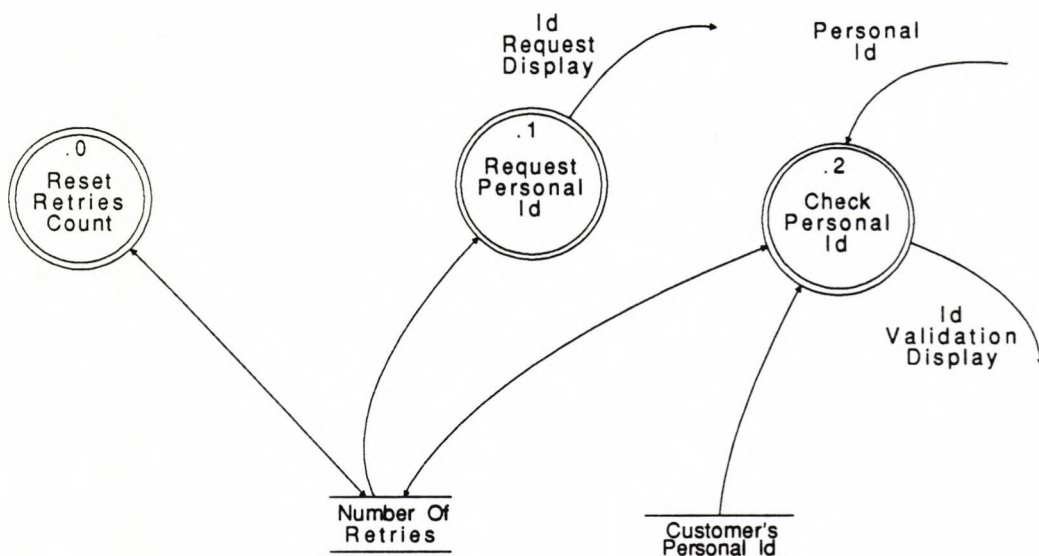 Id
Request
Display
Personal
Id
.0
Reset
Retries
Count
.1
Request
Personal
Id
.2
Check
Personal
Id
Id
Validation
Display
Number Of
Retries
Customer's
Personal Id